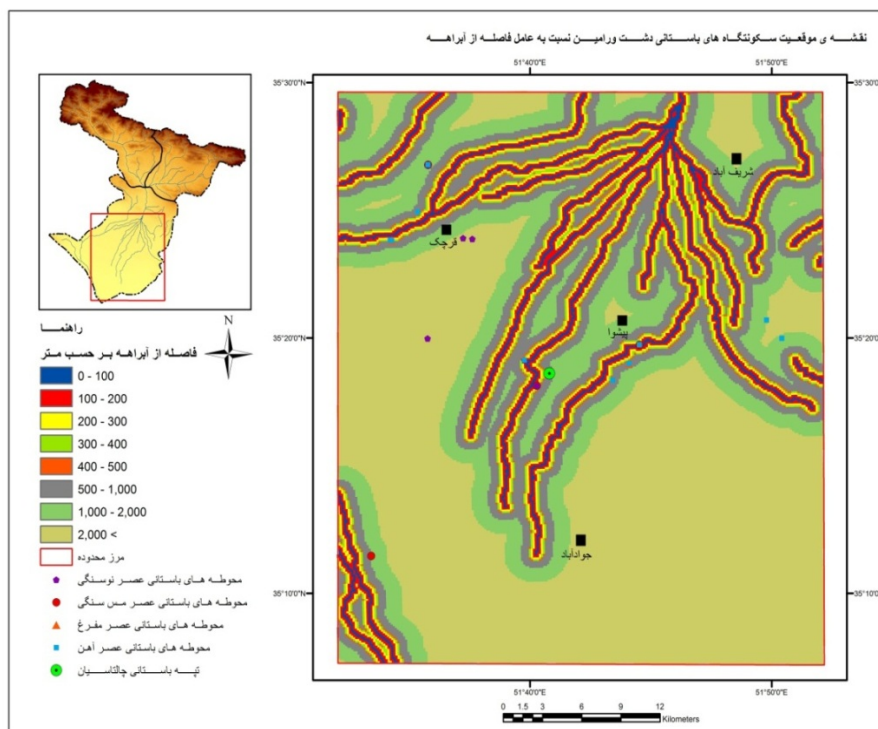 نقشه ی موقعیت سکونتگاه های باستانی دشت ورامین نسبت به عامل فاصله از آبراهه
51°40'0"E
51°50'0"E
35°30'0"N
35°30'0"N
شریف آباد
قرچک
35°20'0"N
35°20'0"N
پیشوا
جوادآباد
35°10'0"N
35°10'0"N
51°40'0"E
51°50'0"E
0 1.5 3 6 9 12
Kilometers
N
راهنما
فاصله از آبراهه بر حسب متر
0 - 100
100 - 200
200 - 300
300 - 400
400 - 500
500 - 1,000
1,000 - 2,000
2,000 <
مرز محدوده
محوطه های باستانی عصر نوسنگی
محوطه های باستانی عصر مس سنگی
محوطه های باستانی عصر مفرغ
محوطه های باستانی عصر آهن
تپه باستانی چالتاسیان